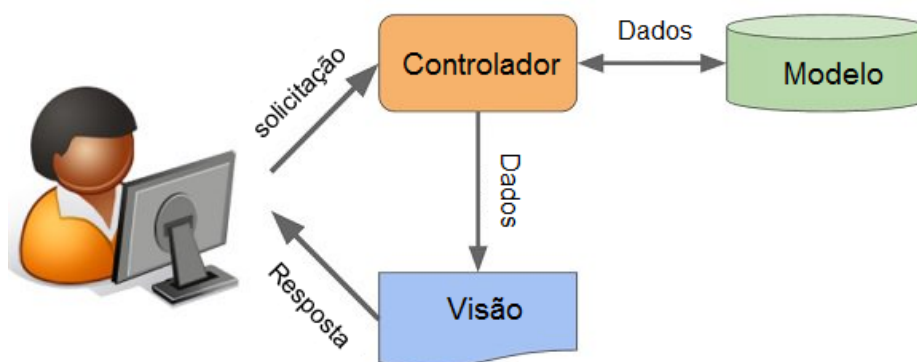 solicitação
Controlador
Dados
Modelo
Dados
Resposta
Visão